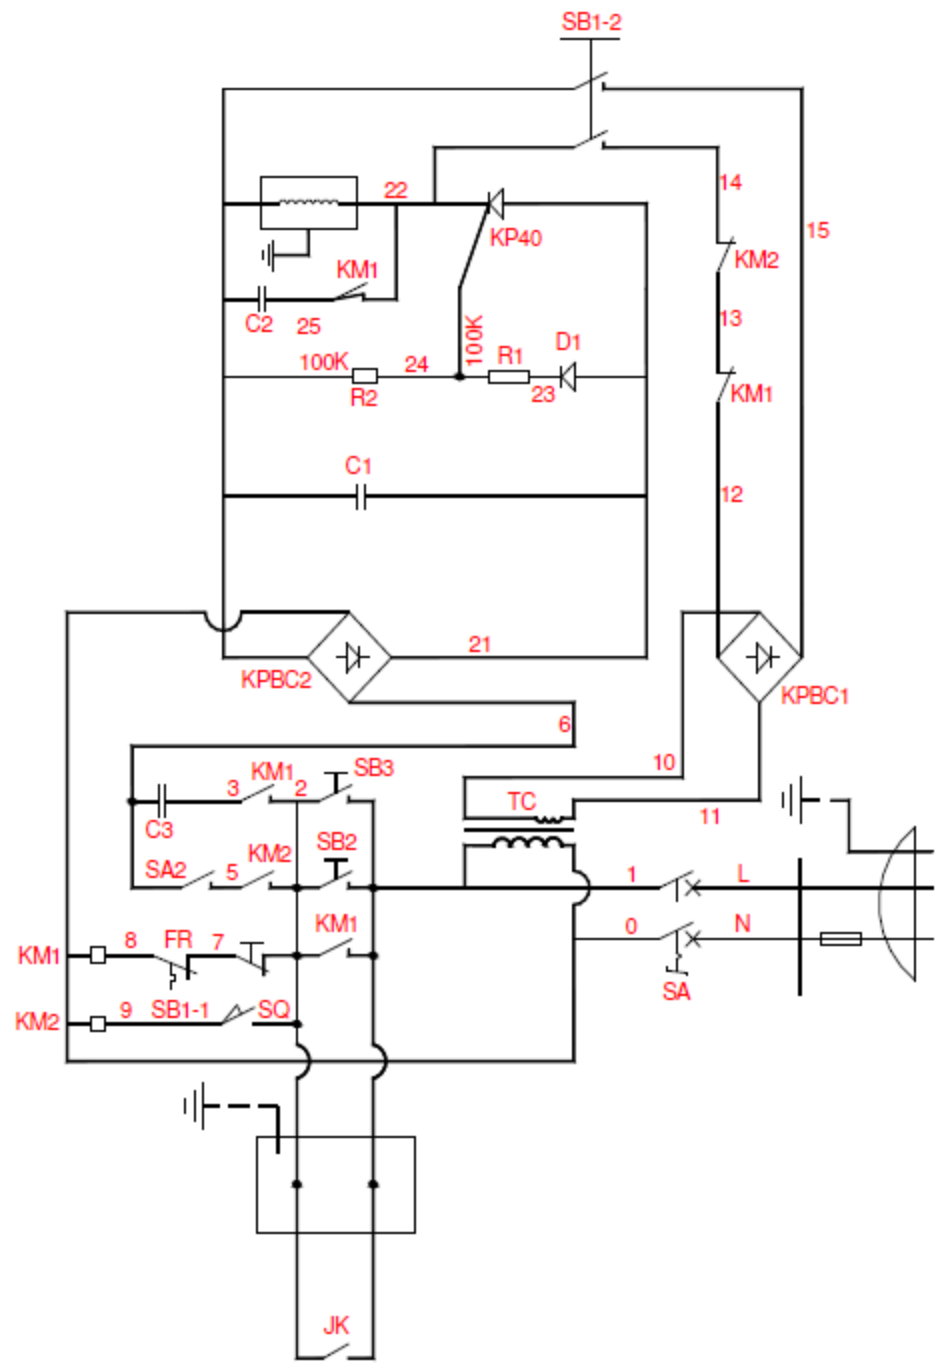 SB1-2
14
22
15
KP40
KM2
KM1
C2
25
13
100K
D1
R1
100K
24
23
R2
KM1
C1
12
21
KPBC2
KPBC1
6
10
KM1
SB3
3
2
TC
11
C3
SB2
KM2
SA2
5
1
L
KM1
0
N
8
FR
7
KM1
SA
9
SB1-1
SQ
KM2
JK